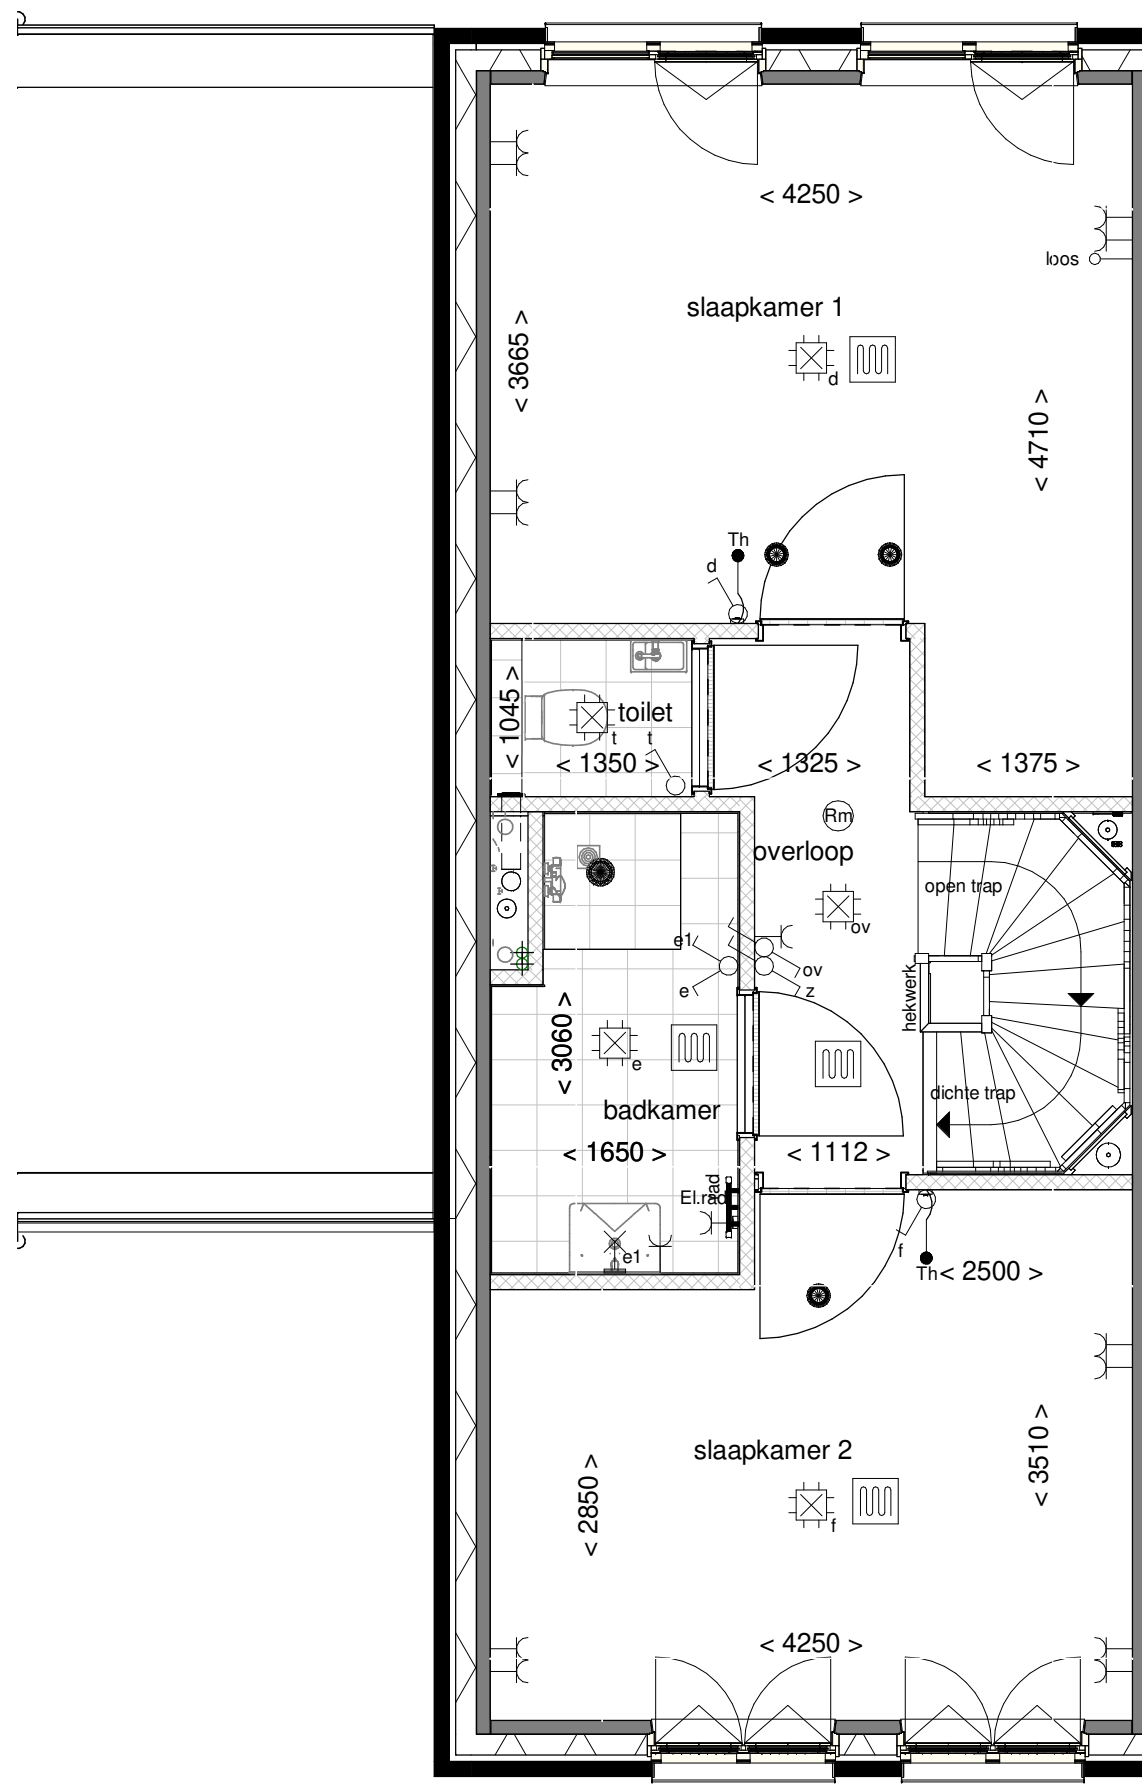 < 4250 >
loos
slaapkamer 1
< 3665 >
d
< 4710 >
Th
d
< 1045 >
toilet
t
t
< 1350 >
< 1325 >
< 1375 >
Rm
overloop
open trap
ov
e1
ov
e
z
hekwerk
< 3060 >
e
dichte trap
badkamer
< 1650 >
< 1112 >
rad
El.rad
f
e1
Th
< 2500 >
slaapkamer 2
< 3510 >
< 2850 >
f
< 4250 >